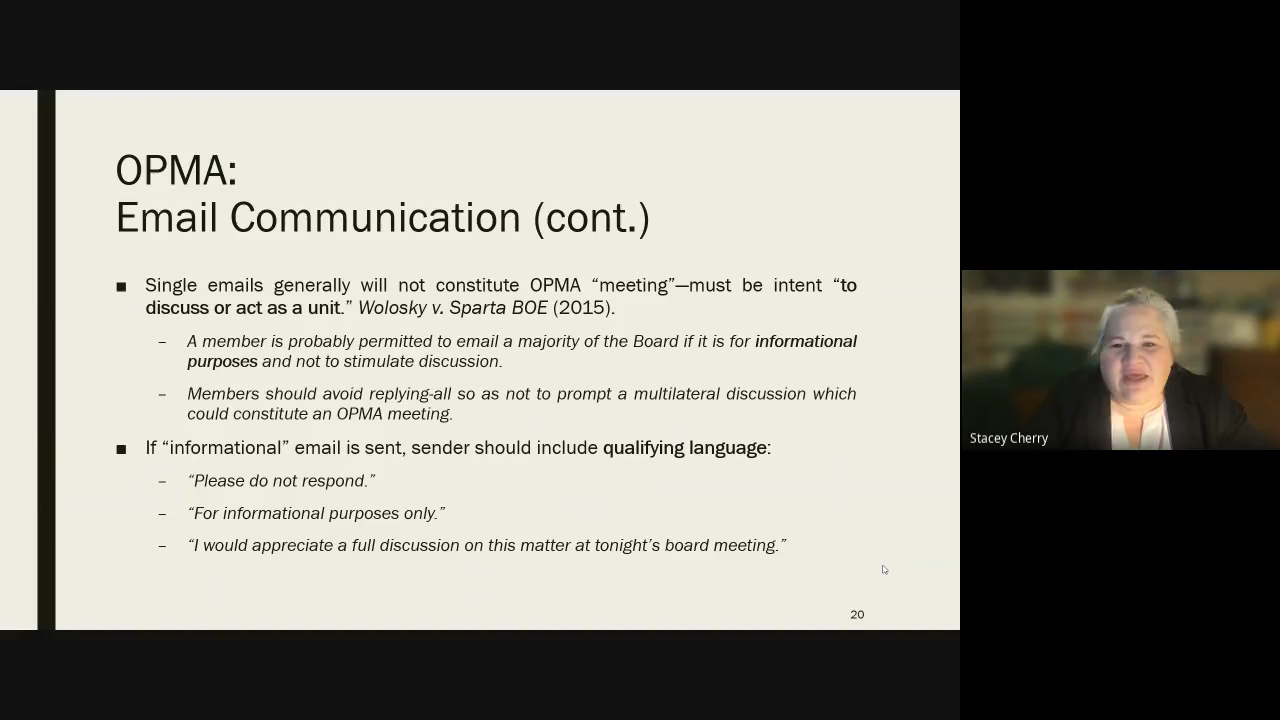 OPMA:
Email Communication (cont.)
■ Single emails generally will not constitute OPMA “meeting”—must be intent “to
discuss or act as a unit.” Wolosky v. Sparta BOE (2015).
– A member is probably permitted to email a majority of the Board if it is for informational
purposes and not to stimulate discussion.
– Members should avoid replying-all so as not to prompt a multilateral discussion which
could constitute an OPMA meeting.
■ If “informational” email is sent, sender should include qualifying language:
– “Please do not respond.”
– “For informational purposes only.”
– “I would appreciate a full discussion on this matter at tonight’s board meeting.”
20
Stacey Cherry